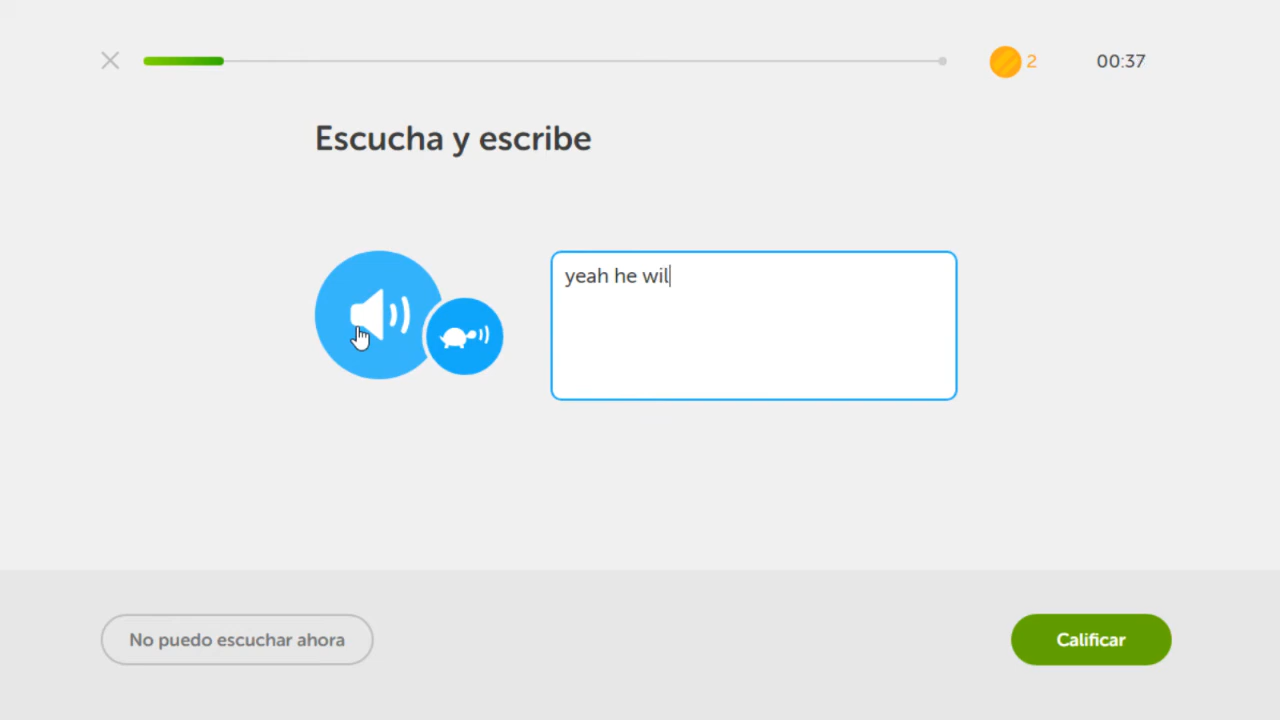 2
00:37
Escucha y escribe
yeah he wil
No puedo escuchar ahora
Calificar